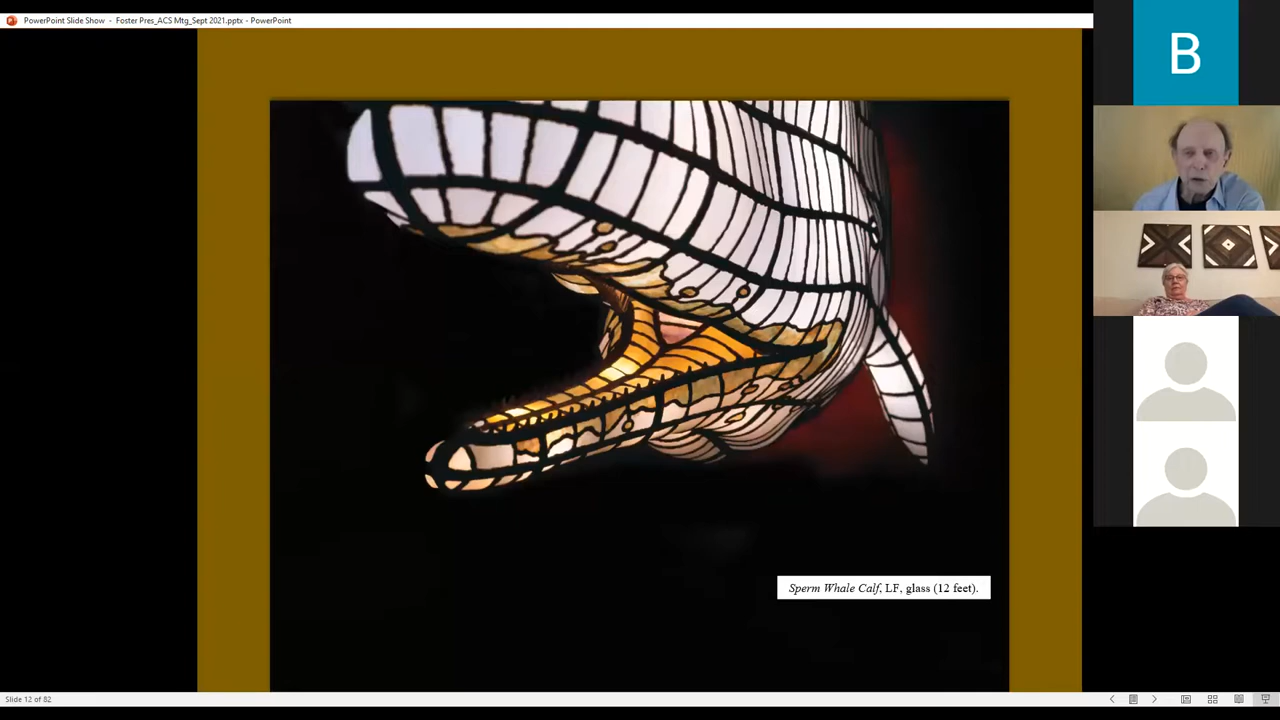 PowerPoint Slide Show - Foster Pres_ACS Mtg_Sept 2021.pptx - PowerPoint
B
Sperm Whale Calf, LF, glass (12 feet).
Slide 12 of 82